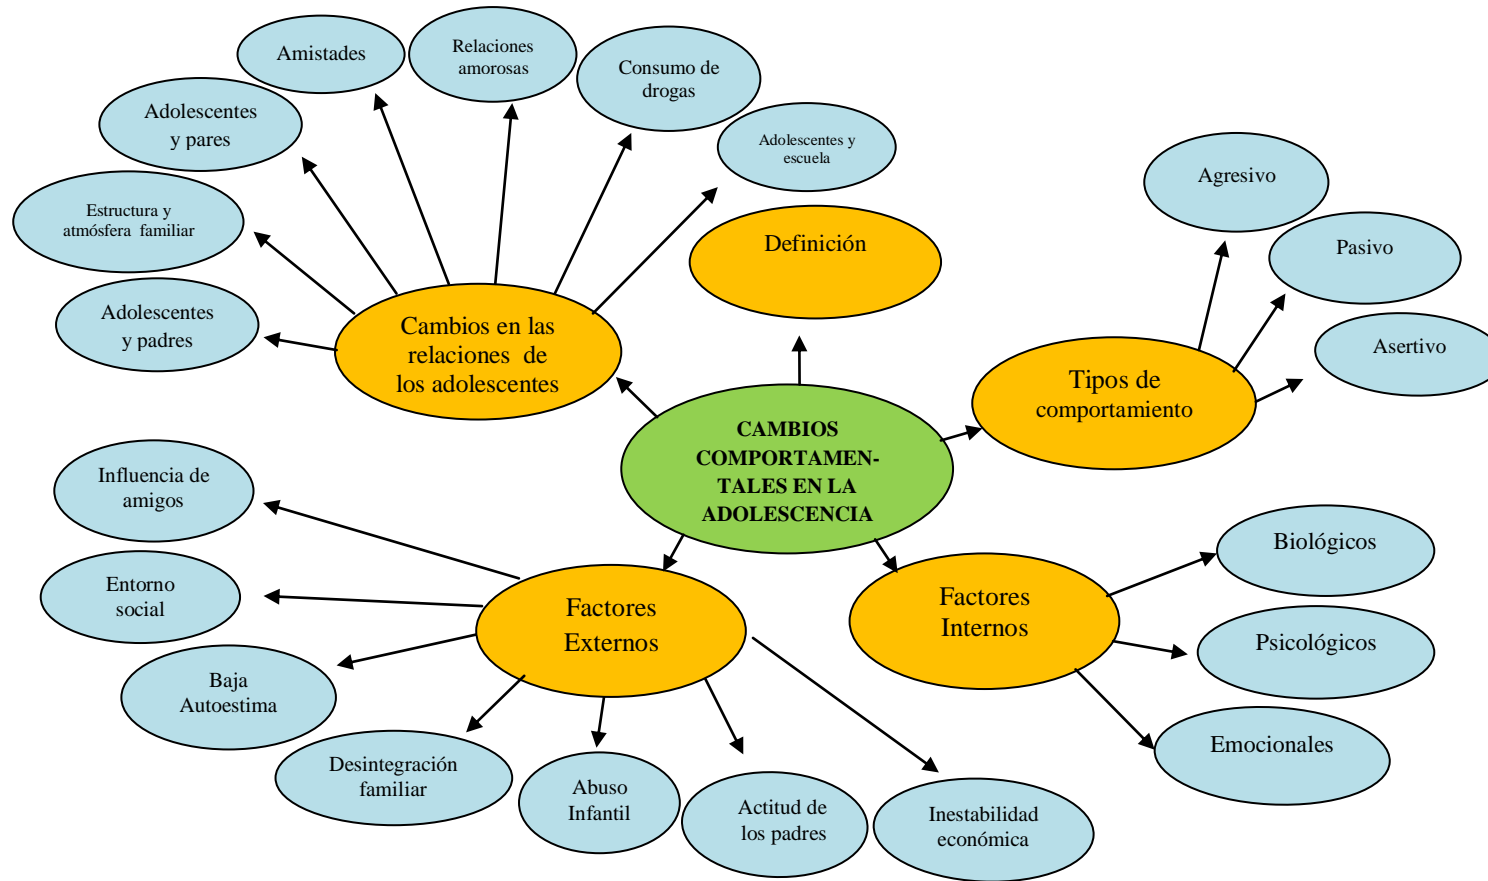 Amistades
Relaciones
amorosas
Consumo de
drogas
Adolescentes
y pares
Adolescentes y
escuela
Estructura y
atmósfera familiar
Adolescentes
y padres
Cambios en las
relaciones de
los adolescentes
Definición
Agresivo
Pasivo
Asertivo
Tipos de
comportamiento
CAMBIOS
COMPORTAMEN-
TALES EN LA
ADOLESCENCIA
Influencia de
amigos
Entorno
social
Baja
Autoestima
Factores
Externos
Desintegración
familiar
Abuso
Infantil
Actitud de
los padres
Inestabilidad
económica
Factores
Internos
Biológicos
Psicológicos
Emocionales